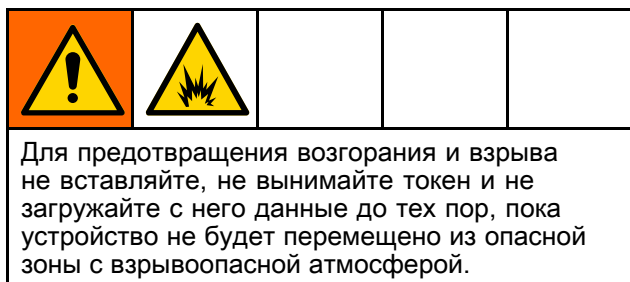 Для предотвращения возгорания и взрыва
не вставляйте, не вынимайте токен и не
загружайте с него данные до тех пор, пока
устройство не будет перемещено из опасной
зоны с взрывоопасной атмосферой.